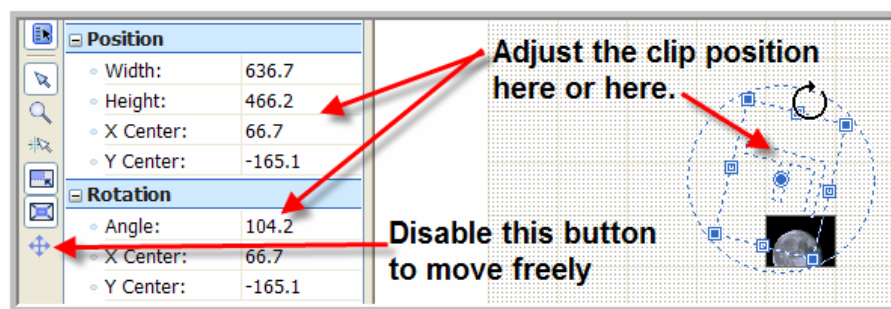 Position
Width: 636.7
Height: 466.2
X Center: 66.7
Y Center: -165.1
Rotation
Angle: 104.2
X Center: 66.7
Y Center: -165.1
Adjust the clip position
here or here.
Disable this button
to move freely